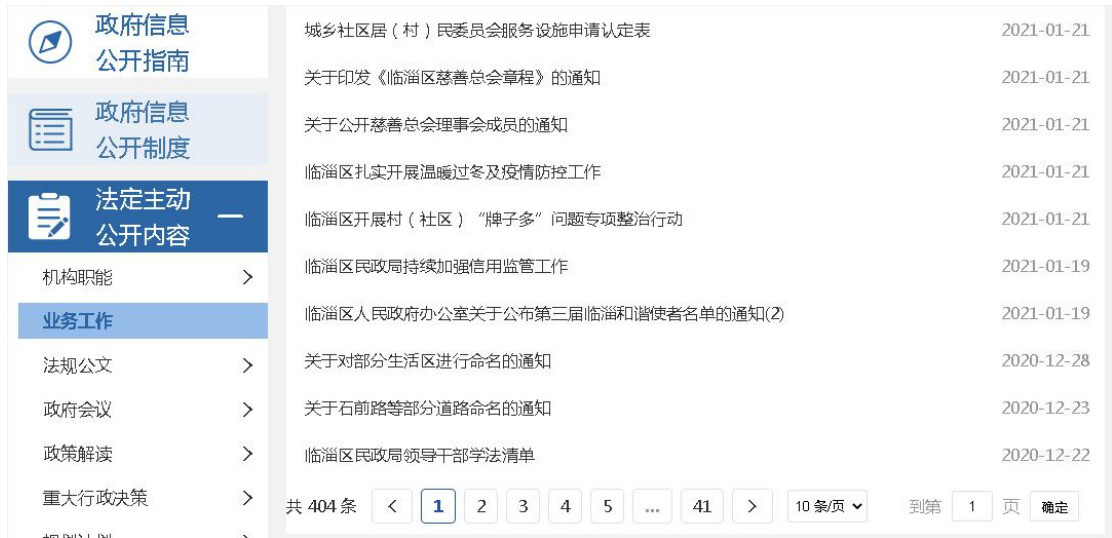 政府信息
公开指南
政府信息
公开制度
法定主动
公开内容
机构职能
业务工作
法规公文
政府会议
政策解读
重大行政决策
城乡社区居（村）民委员会服务设施申请认定表 2021-01-21
关于印发《临淄区慈善总会章程》的通知 2021-01-21
关于公开慈善总会理事会成员的通知 2021-01-21
临淄区扎实开展温暖过冬及疫情防控工作 2021-01-21
临淄区开展村（社区）“牌子多”问题专项整治行动 2021-01-21
临淄区民政局持续加强信用监管工作 2021-01-19
临淄区人民政府办公室关于公布第三届临淄和谐使者名单的通知(2) 2021-01-19
关于对部分生活区进行命名的通知 2020-12-28
关于石前路等部分道路命名的通知 2020-12-23
临淄区民政局领导干部学法清单 2020-12-22
共 404 条 < 1 2 3 4 5 ... 41 > 10 条/页 到第 1 页 确定